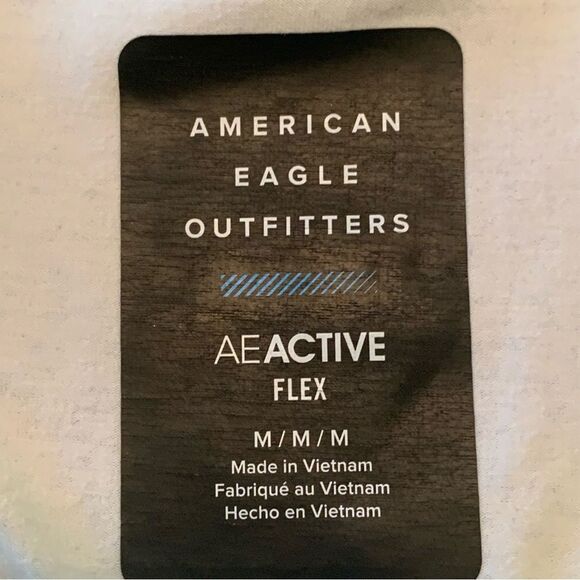 AMERICAN
EAGLE
OUTFITTERS
AEACTIVE
FLEX
M/M/M
Made in Vietnam
Fabriqué au Vietnam
Hecho en Vietnam